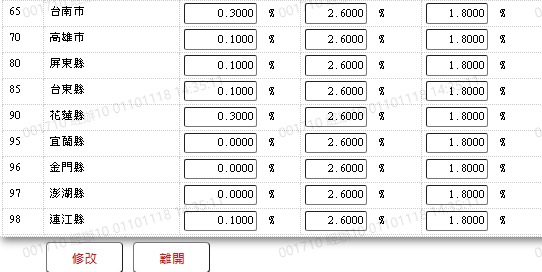 65 台南市 0.3000 % 2.6000 % 1.8000 %
70 高雄市 0.1000 % 2.6000 % 1.8000 %
80 屏東縣 0.1000 % 2.6000 % 1.8000 %
85 台東縣 0.1000 % 2.6000 % 1.8000 %
90 花蓮縣 0.3000 % 2.6000 % 1.8000 %
95 宜蘭縣 0.0000 % 2.6000 % 1.8000 %
96 金門縣 0.0000 % 2.6000 % 1.8000 %
97 澎湖縣 0.0000 % 2.6000 % 1.8000 %
98 連江縣 0.1000 % 2.6000 % 1.8000 %
修改 離開